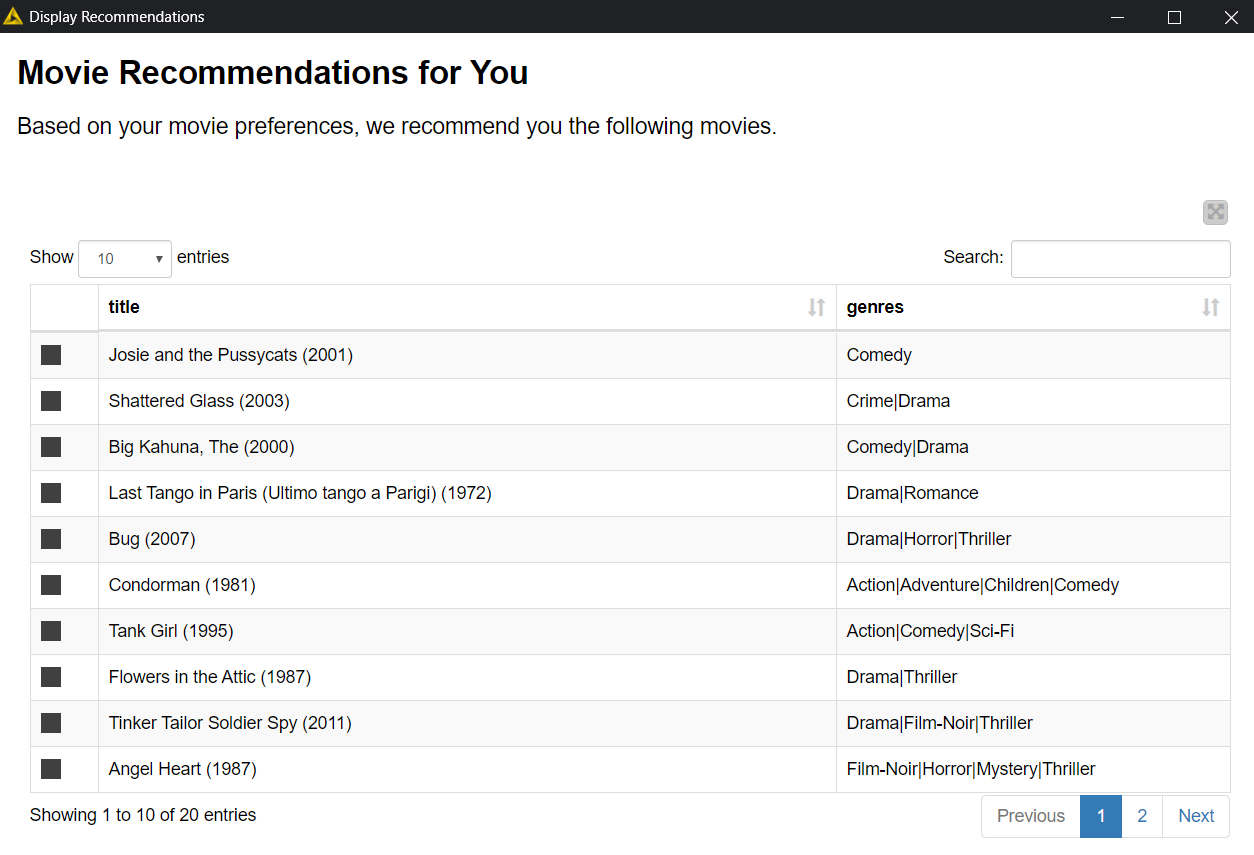 Display Recommendations
Movie Recommendations for You
Based on your movie preferences, we recommend you the following movies.
Show 10 entries Search:
title genres
Josie and the Pussycats (2001) Comedy
Shattered Glass (2003) Crime|Drama
Big Kahuna, The (2000) Comedy|Drama
Last Tango in Paris (Ultimo tango a Parigi) (1972) Drama|Romance
Bug (2007) Drama|Horror|Thriller
Condorman (1981) Action|Adventure|Children|Comedy
Tank Girl (1995) Action|Comedy|Sci-Fi
Flowers in the Attic (1987) Drama|Thriller
Tinker Tailor Soldier Spy (2011) Drama|Film-Noir|Thriller
Angel Heart (1987) Film-Noir|Horror|Mystery|Thriller
Showing 1 to 10 of 20 entries Previous 1 2 Next